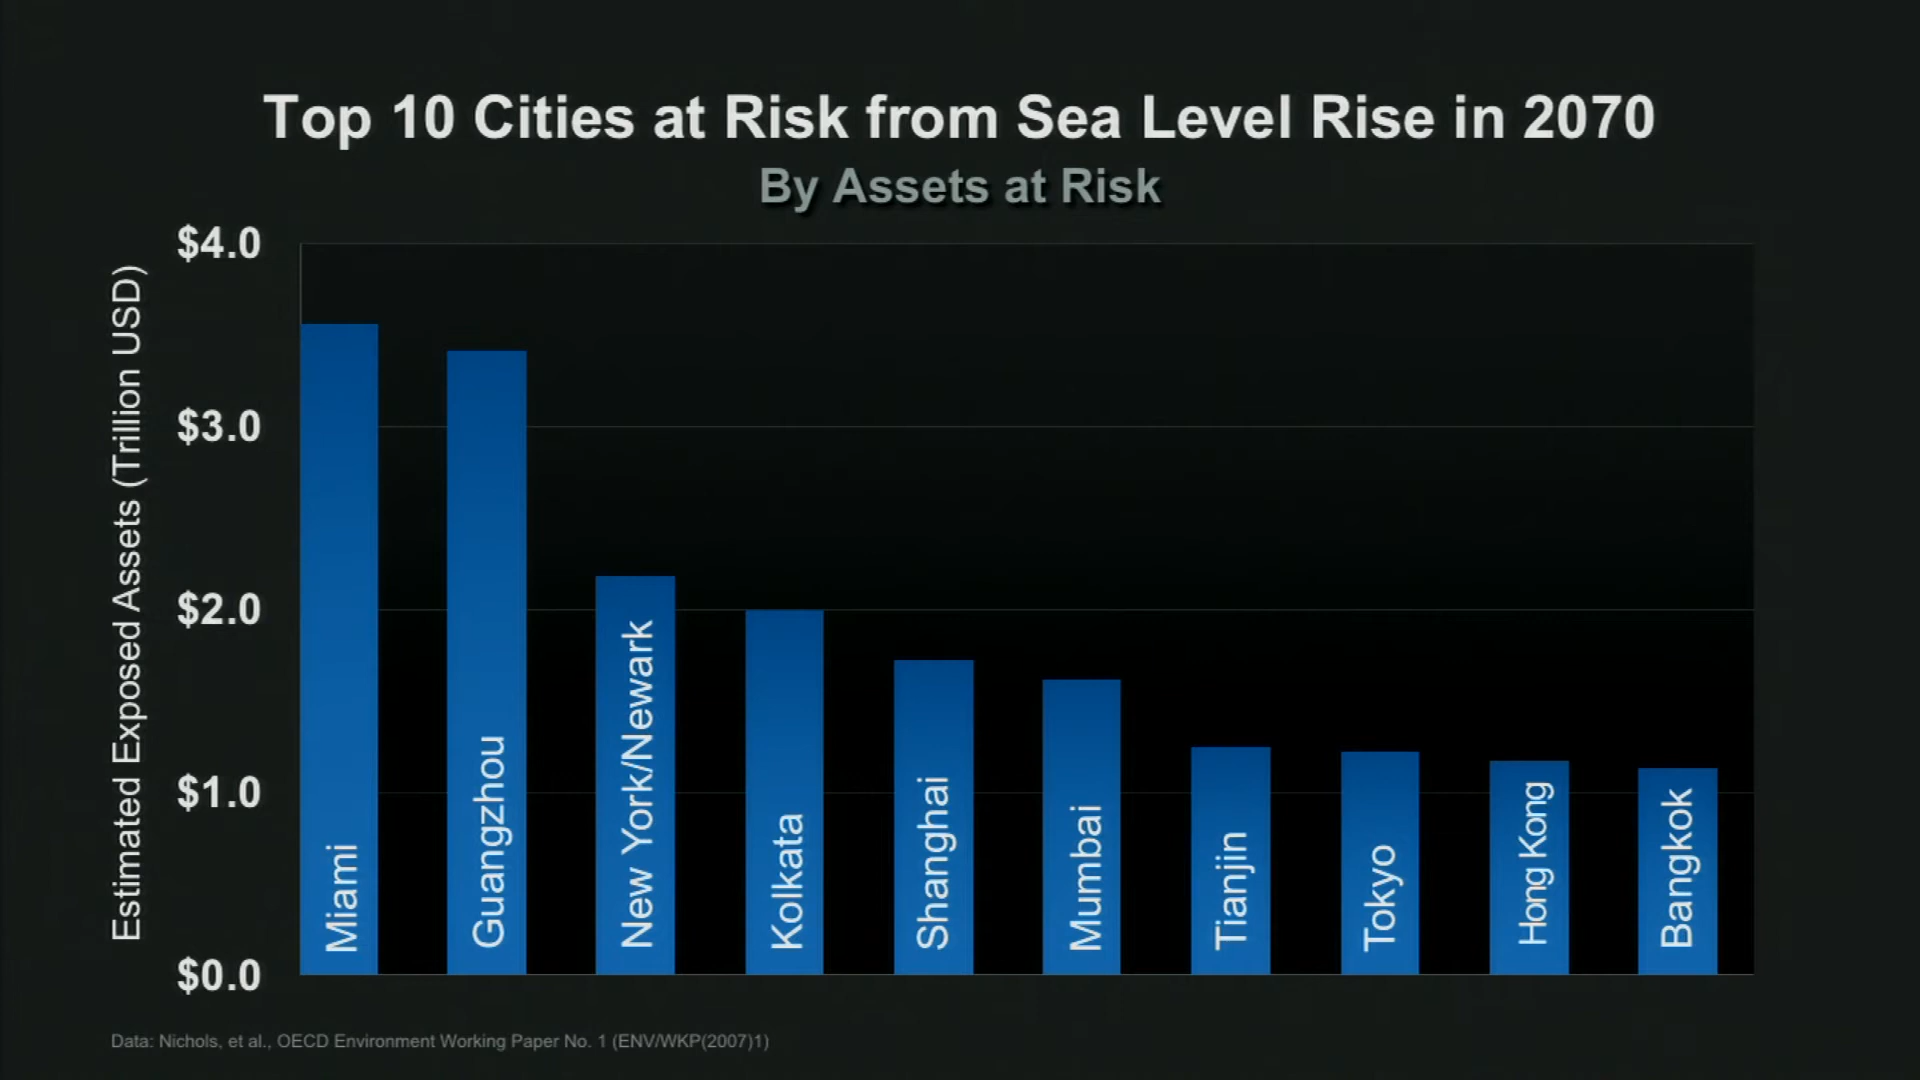 Top 10 Cities at Risk from Sea Level Rise in 2070
By Assets at Risk
Estimated Exposed Assets (Trillion USD)
$4.0
$3.0
$2.0
$1.0
$0.0
Miami
Guangzhou
New York/Newark
Kolkata
Shanghai
Mumbai
Tianjin
Tokyo
Hong Kong
Bangkok
Data: Nichols, et al., OECD Environment Working Paper No. 1 (ENV/WKP(2007)1)